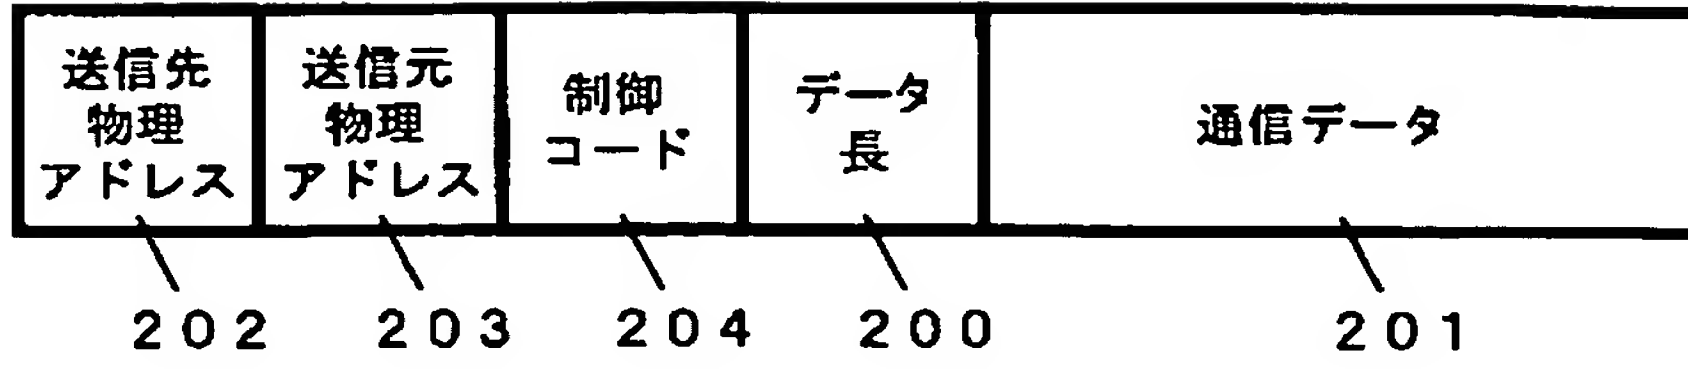 送信先
物理
アドレス
送信元
物理
アドレス
制御
コード
データ
長
通信データ
202
203
204
200
201